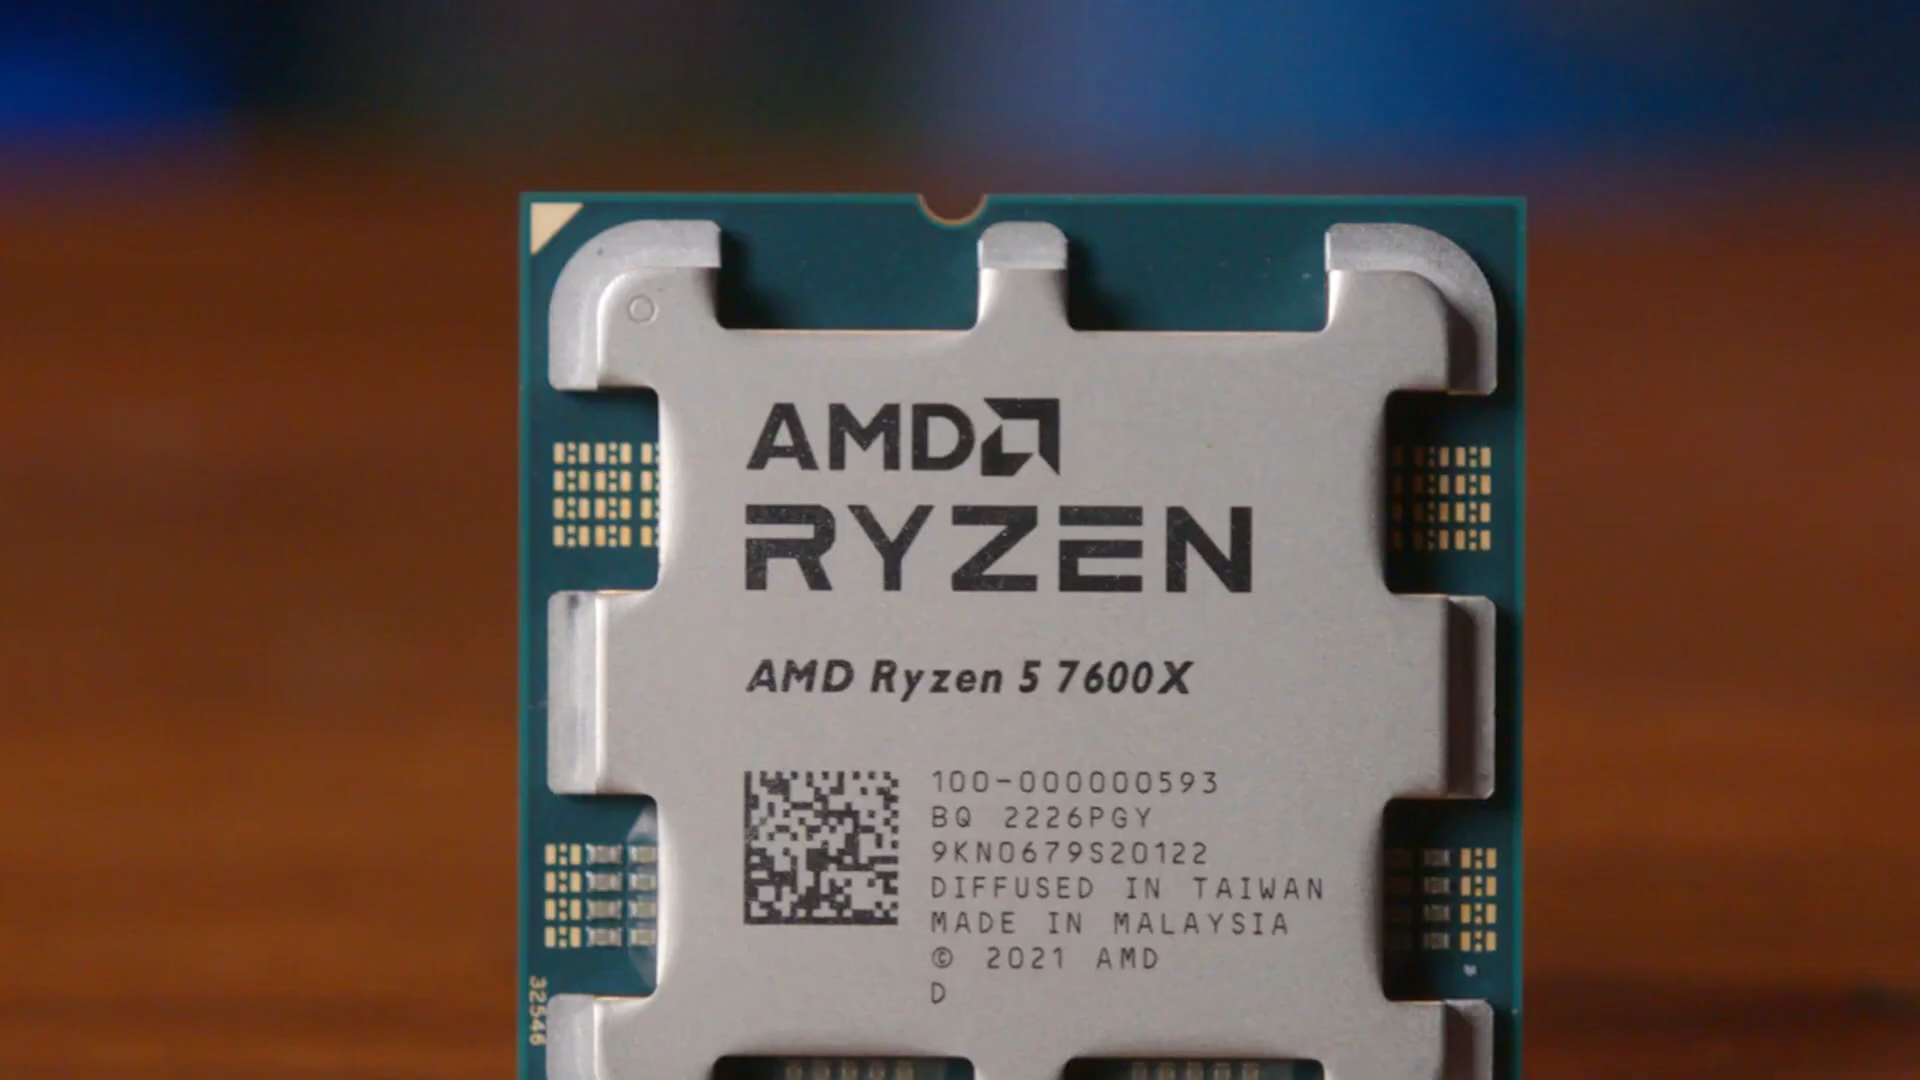 AMD
RYZEN
AMD Ryzen 5 7600X
100-000000593
BQ 2226PGY
9KN0679S20122
DIFFUSED IN TAIWAN
MADE IN MALAYSIA
© 2021 AMD
D
32546